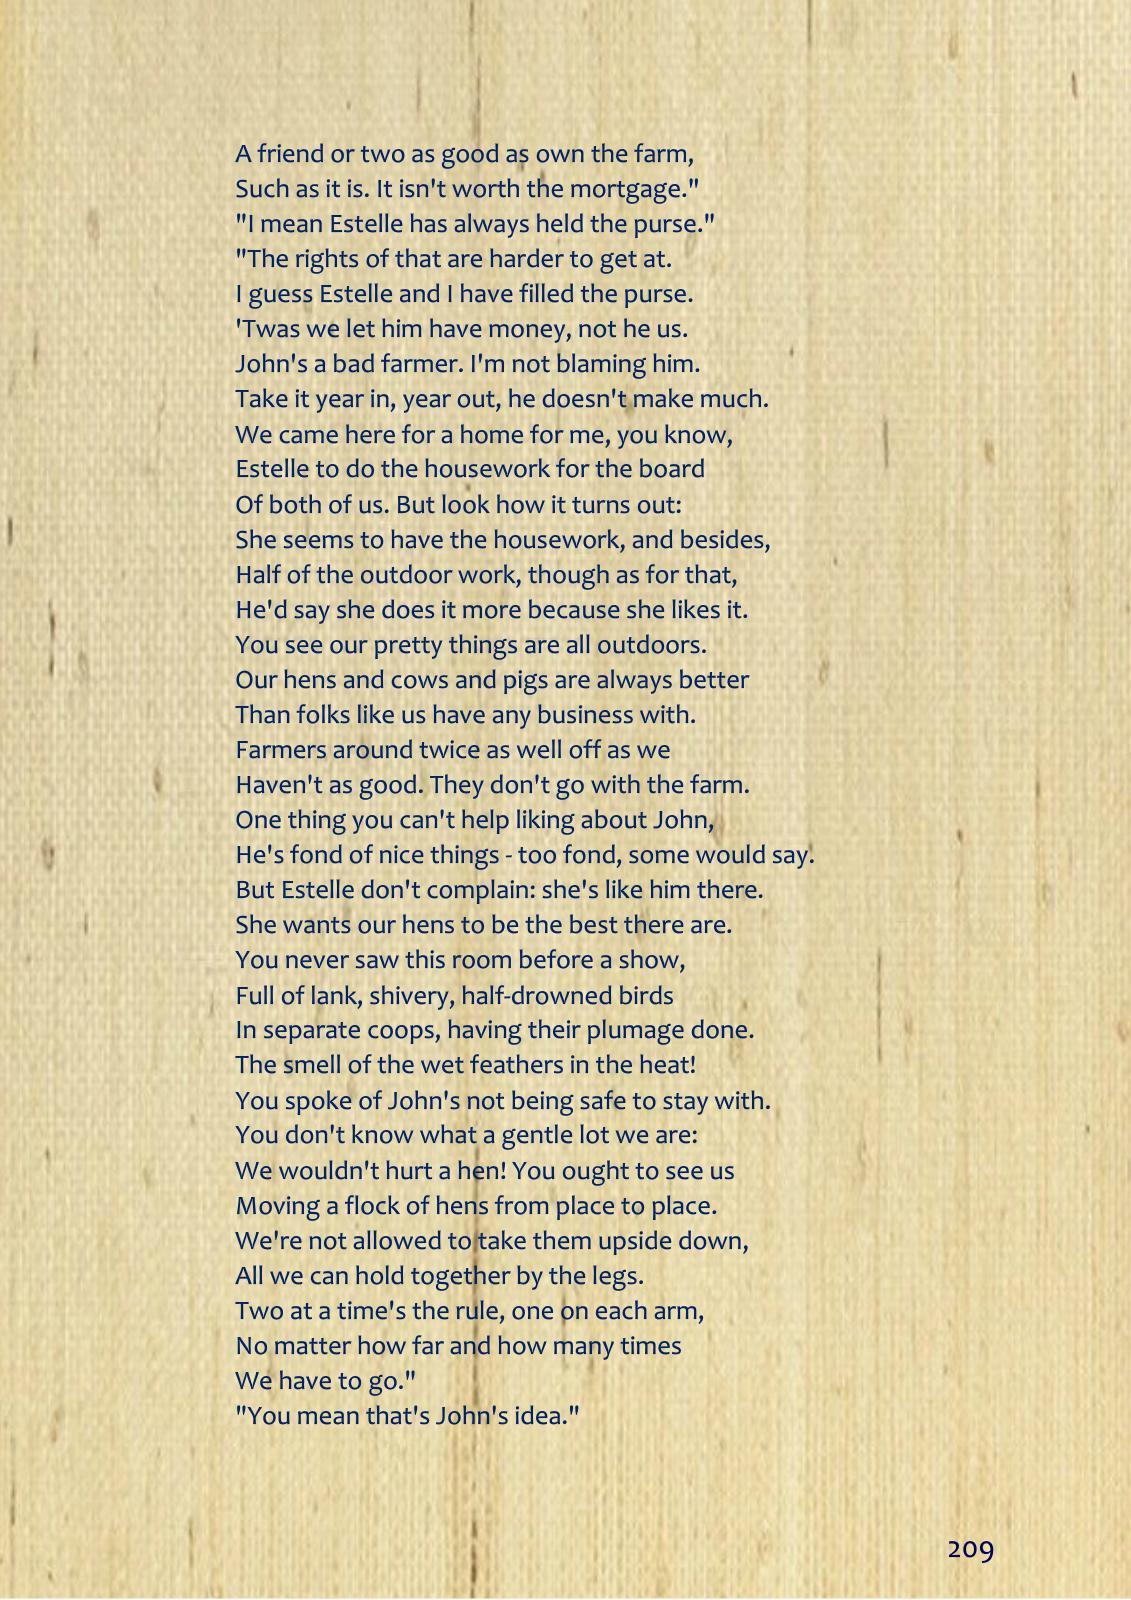 A friend or two as good as own the farm,
Such as it is. It isn't worth the mortgage."
"I mean Estelle has always held the purse."
"The rights of that are harder to get at.
I guess Estelle and I have filled the purse.
'Twas we let him have money, not he us.
John's a bad farmer. I'm not blaming him.
Take it year in, year out, he doesn't make much.
We came here for a home for me, you know,
Estelle to do the housework for the board
Of both of us. But look how it turns out:
She seems to have the housework, and besides,
Half of the outdoor work, though as for that,
He'd say she does it more because she likes it.
You see our pretty things are all outdoors.
Our hens and cows and pigs are always better
Than folks like us have any business with.
Farmers around twice as well off as we
Haven't as good. They don't go with the farm.
One thing you can't help liking about John,
He's fond of nice things - too fond, some would say.
But Estelle don't complain: she's like him there.
She wants our hens to be the best there are.
You never saw this room before a show,
Full of lank, shivery, half-drowned birds
In separate coops, having their plumage done.
The smell of the wet feathers in the heat!
You spoke of John's not being safe to stay with.
You don't know what a gentle lot we are:
We wouldn't hurt a hen! You ought to see us
Moving a flock of hens from place to place.
We're not allowed to take them upside down,
All we can hold together by the legs.
Two at a time's the rule, one on each arm,
No matter how far and how many times
We have to go."
"You mean that's John's idea."
209